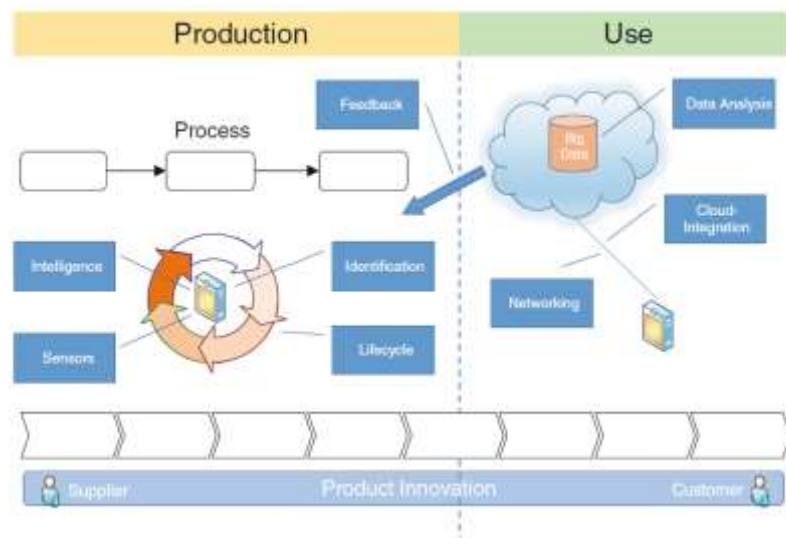 Production
Use
Feedback
Data Analysis
Process
Big
Data
Cloud-
Integration
Intelligence
Identification
Networking
Sensors
Lifecycle
Supplier
Product Innovation
Customer